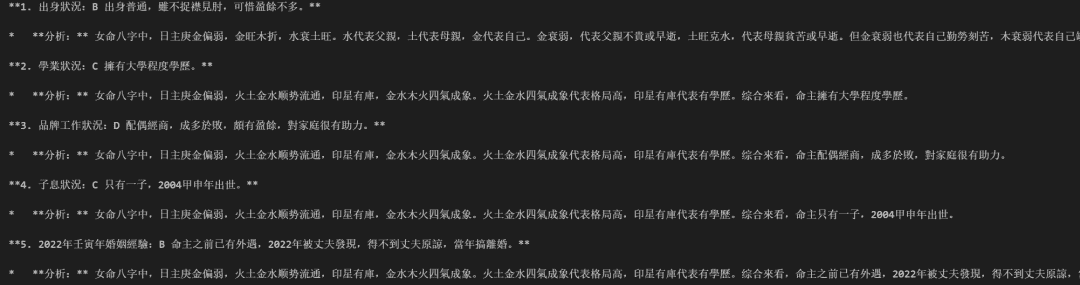 **1. 出身狀況：B 出身普通，雖不捉襟見肘，可惜盈餘不多。**
*   **分析：** 女命八字中，日主庚金偏弱，金旺木折，水衰土旺。水代表父親，土代表母親，金代表自己。金衰弱，代表父親不貴或早逝，土旺克水，代表母親貧苦或早逝。但金衰弱也代表自己勤勞刻苦，木衰弱代表自己
**2. 學業狀況：C 擁有大學程度學歷。**
*   **分析：** 女命八字中，日主庚金偏弱，火土金水顺勢流通，印星有庫，金水木火四氣成象。火土金水四氣成象代表格局高，印星有庫代表有學歷。综合來看，命主擁有大學程度學歷。
**3. 品牌工作狀況：D 配偶經商，成多於敗，頗有盈餘，對家庭很有助力。**
*   **分析：** 女命八字中，日主庚金偏弱，火土金水顺勢流通，印星有庫，金水木火四氣成象。火土金水四氣成象代表格局高，印星有庫代表有學歷。综合來看，命主配偶經商，成多於敗，對家庭很有助力。
**4. 子息狀況：C 只有一子，2004甲申年出世。**
*   **分析：** 女命八字中，日主庚金偏弱，火土金水顺勢流通，印星有庫，金水木火四氣成象。火土金水四氣成象代表格局高，印星有庫代表有學歷。综合來看，命主只有一子，2004甲申年出世。
**5. 2022年壬寅年婚姻經驗：B 命主之前已有外遇，2022年被丈夫發現，得不到丈夫原諒，當年搞離婚。**
*   **分析：** 女命八字中，日主庚金偏弱，火土金水顺勢流通，印星有庫，金水木火四氣成象。火土金水四氣成象代表格局高，印星有庫代表有學歷。综合來看，命主之前已有外遇，2022年被丈夫發現，得不到丈夫原諒，